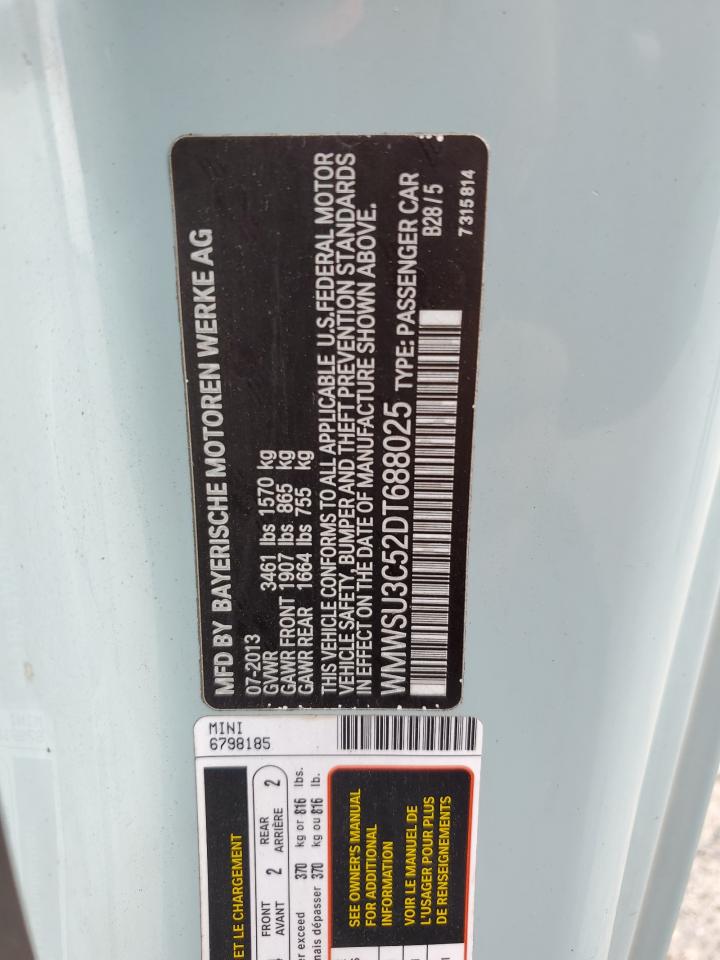 MFD BY BAYERISCHE MOTOREN WERKE AG
07-2013
GVWR 3461 lbs 1570 kg
GAWR FRONT 1907 lbs 865 kg
GAWR REAR 1664 lbs 755 kg
THIS VEHICLE CONFORMS TO ALL APPLICABLE U.S.FEDERAL MOTOR
VEHICLE SAFETY, BUMPER AND THEFT PREVENTION STANDARDS
IN EFFECT ON THE DATE OF MANUFACTURE SHOWN ABOVE.
WMWSU3C52DT688025 TYPE: PASSENGER CAR
B28/5
7315814
MINI
6798185
ET LE CHARGEMENT
FRONT 2 REAR 2
AVANT ARRIÈRE
er exceed 370 kg or 816 lbs.
mais dépasser 370 kg ou 816 lb.
SEE OWNER'S MANUAL
FOR ADDITIONAL
INFORMATION
VOIR LE MANUEL DE
L'USAGER POUR PLUS
DE RENSEIGNEMENTS